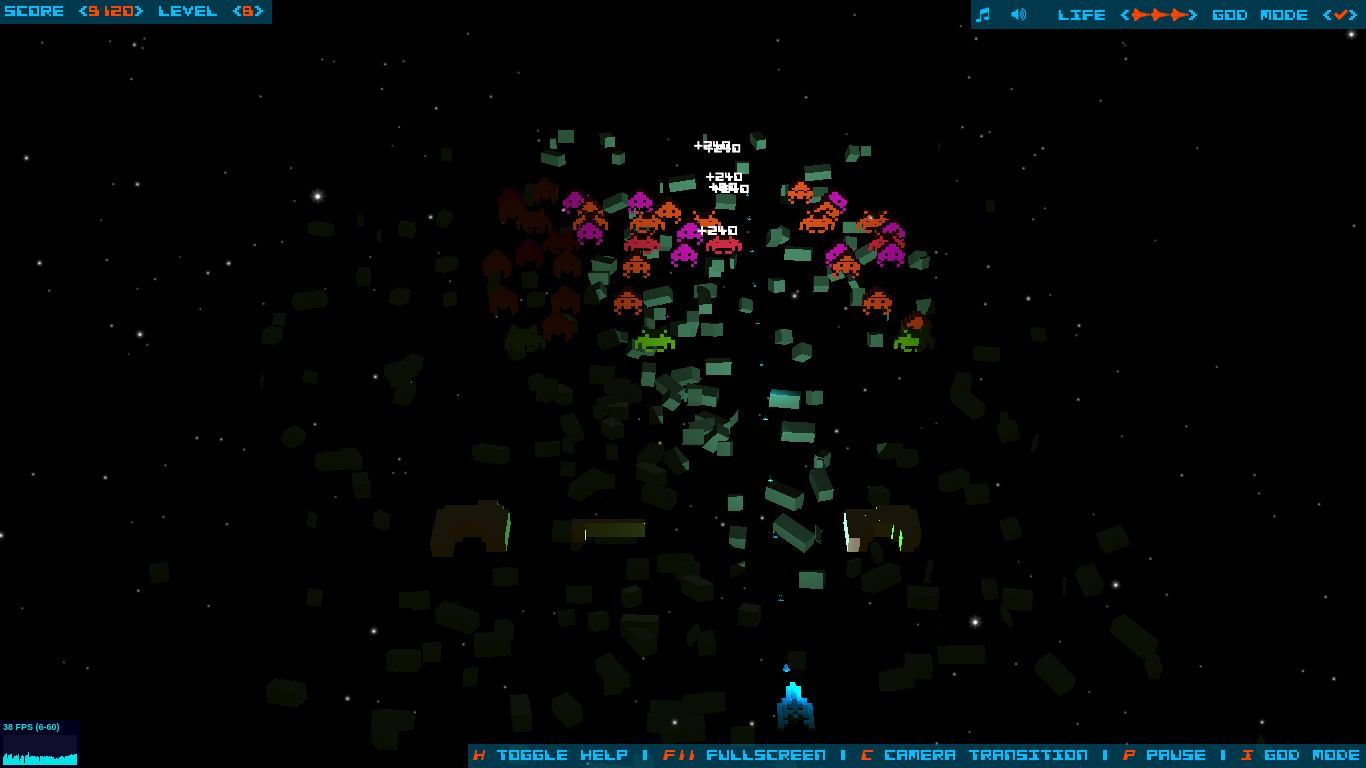 SCORE <9120> LEVEL <8>
LIFE < > GOD MODE <✓>
+240
+240
+240
+240
38 FPS (6-60)
H TOGGLE HELP | F11 FULLSCREEN | C CAMERA TRANSITION | P PAUSE | I GOD MODE